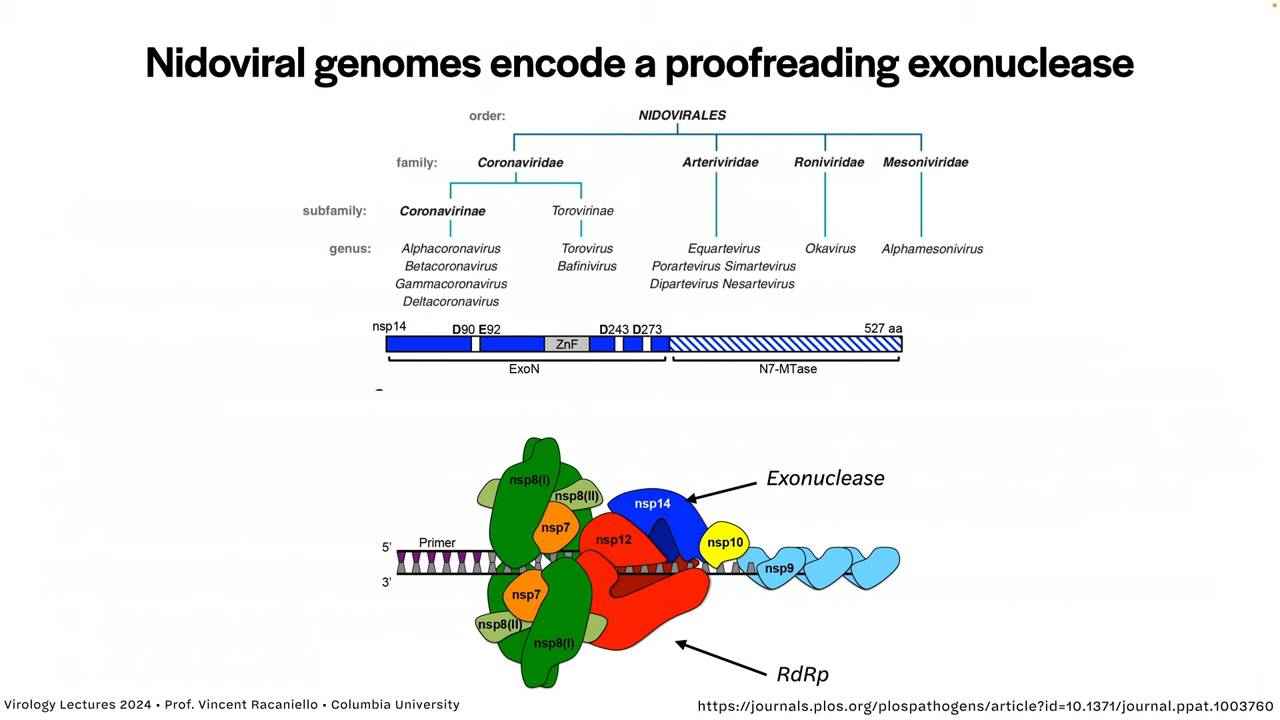 Nidoviral genomes encode a proofreading exonuclease
order: NIDOVIRALES
family: Coronaviridae Arteriviridae Roniviridae Mesoniviridae
subfamily: Coronavirinae Torovirinae
genus: Alphacoronavirus Torovirus Equartevirus Okavirus Alphamesonivirus
Betacoronavirus Bafinivirus Porartevirus Simartevirus
Gammacoronavirus Dipartevirus Nesartevirus
Deltacoronavirus
nsp14 D90 E92 D243 D273 527 aa
ZnF
ExoN N7-MTase
nsp8(I) Exonuclease
nsp8(II) nsp14
nsp7 nsp12 nsp10
5' Primer
3' nsp9
nsp7
nsp8(II)
nsp8(I)
RdRp
Virology Lectures 2024 • Prof. Vincent Racaniello • Columbia University
https://journals.plos.org/plospathogens/article?id=10.1371/journal.ppat.1003760